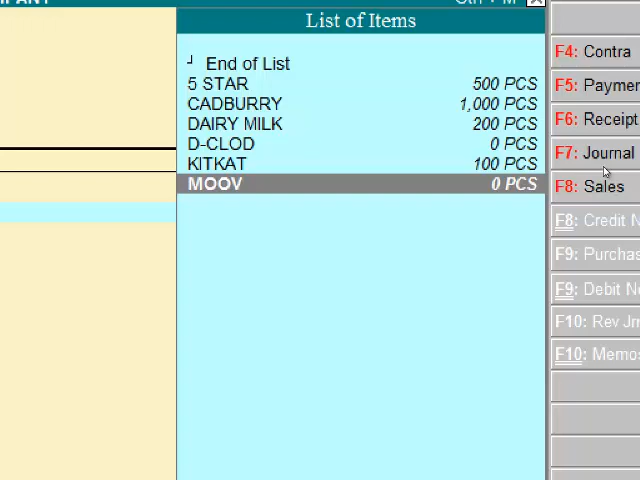 List of Items
┘ End of List
5 STAR 500 PCS
CADBURRY 1,000 PCS
DAIRY MILK 200 PCS
D-CLOD 0 PCS
KITKAT 100 PCS
MOOV 0 PCS
F4: Contra
F5: Paymen
F6: Receipt
F7: Journal
F8: Sales
F8: Credit N
F9: Purchas
F9: Debit No
F10: Rev Jrn
F10: Memos